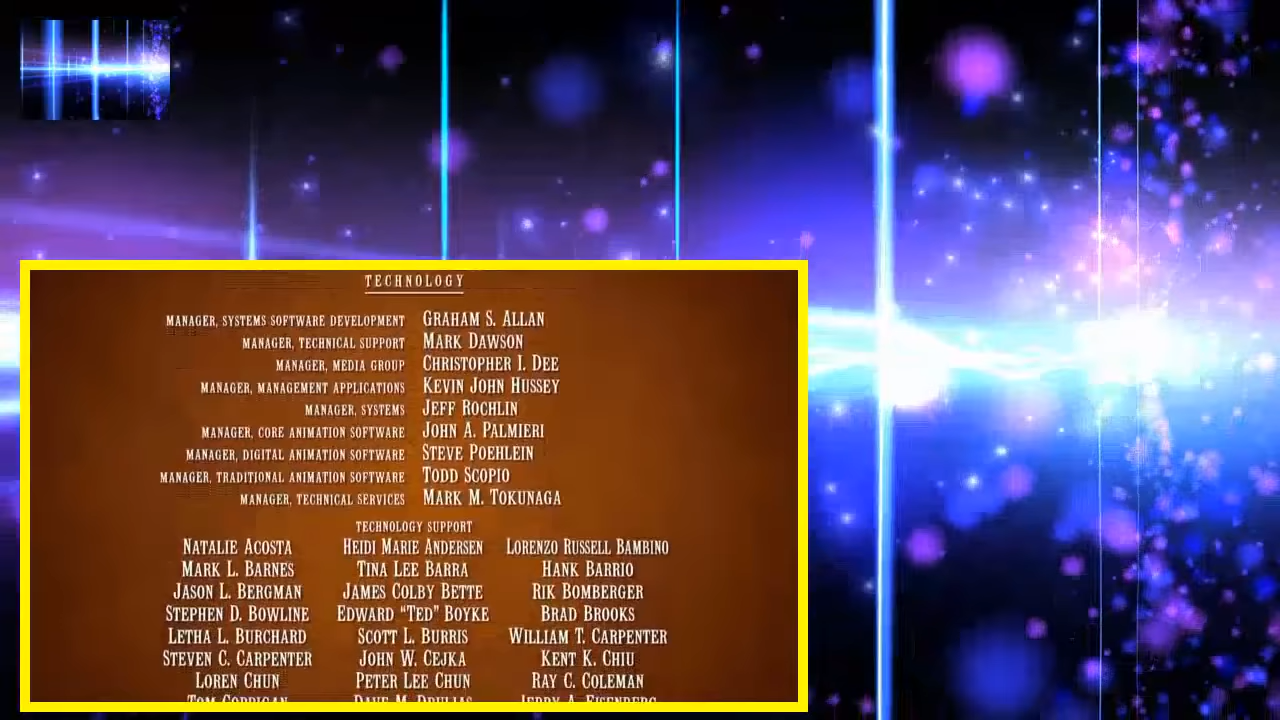 TECHNOLOGY
MANAGER, SYSTEMS SOFTWARE DEVELOPMENT GRAHAM S. ALLAN
MANAGER, TECHNICAL SUPPORT MARK DAWSON
MANAGER, MEDIA GROUP CHRISTOPHER I. DEE
MANAGER, MANAGEMENT APPLICATIONS KEVIN JOHN HUSSEY
MANAGER, SYSTEMS JEFF ROCHLIN
MANAGER, CORE ANIMATION SOFTWARE JOHN A. PALMIERI
MANAGER, DIGITAL ANIMATION SOFTWARE STEVE POEHLEIN
MANAGER, TRADITIONAL ANIMATION SOFTWARE TODD SCOPIO
MANAGER, TECHNICAL SERVICES MARK M. TOKUNAGA
TECHNOLOGY SUPPORT
NATALIE ACOSTA HEIDI MARIE ANDERSEN LORENZO RUSSELL BAMBINO
MARK L. BARNES TINA LEE BARRA HANK BARRIO
JASON L. BERGMAN JAMES COLBY BETTE RIK BOMBERGER
STEPHEN D. BOWLINE EDWARD “TED” BOYKE BRAD BROOKS
LETHA L. BURCHARD SCOTT L. BURRIS WILLIAM T. CARPENTER
STEVEN C. CARPENTER JOHN W. CEJKA KENT K. CHIU
LOREN CHUN PETER LEE CHUN RAY C. COLEMAN
TOM CORRIGAN DAVE M. JERRY A. EISENBERG